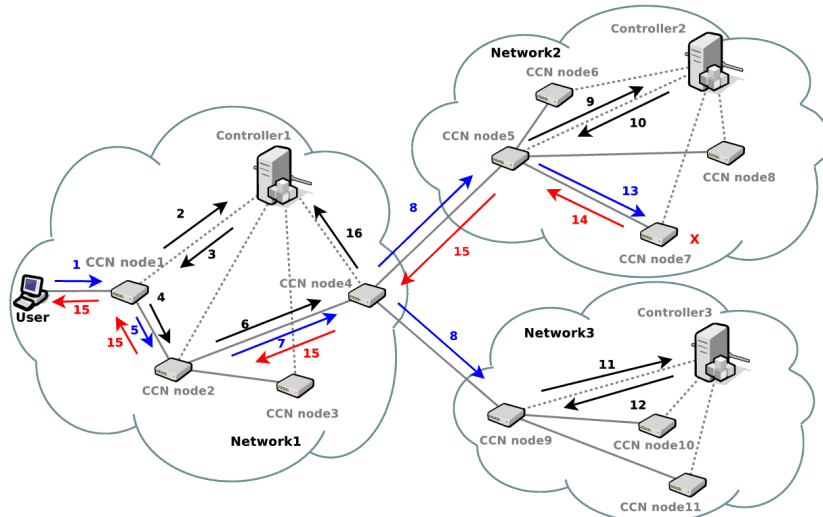 Controller2
Network2
CCN node6
9
10
CCN node5
CCN node8
Controller1
2
8
13
14
X
CCN node7
3
16
15
1
CCN node1
CCN node4
15
User
4
5
15
6
7
15
8
Network3
Controller3
11
12
CCN node2
CCN node3
Network1
CCN node9
CCN node10
CCN node11